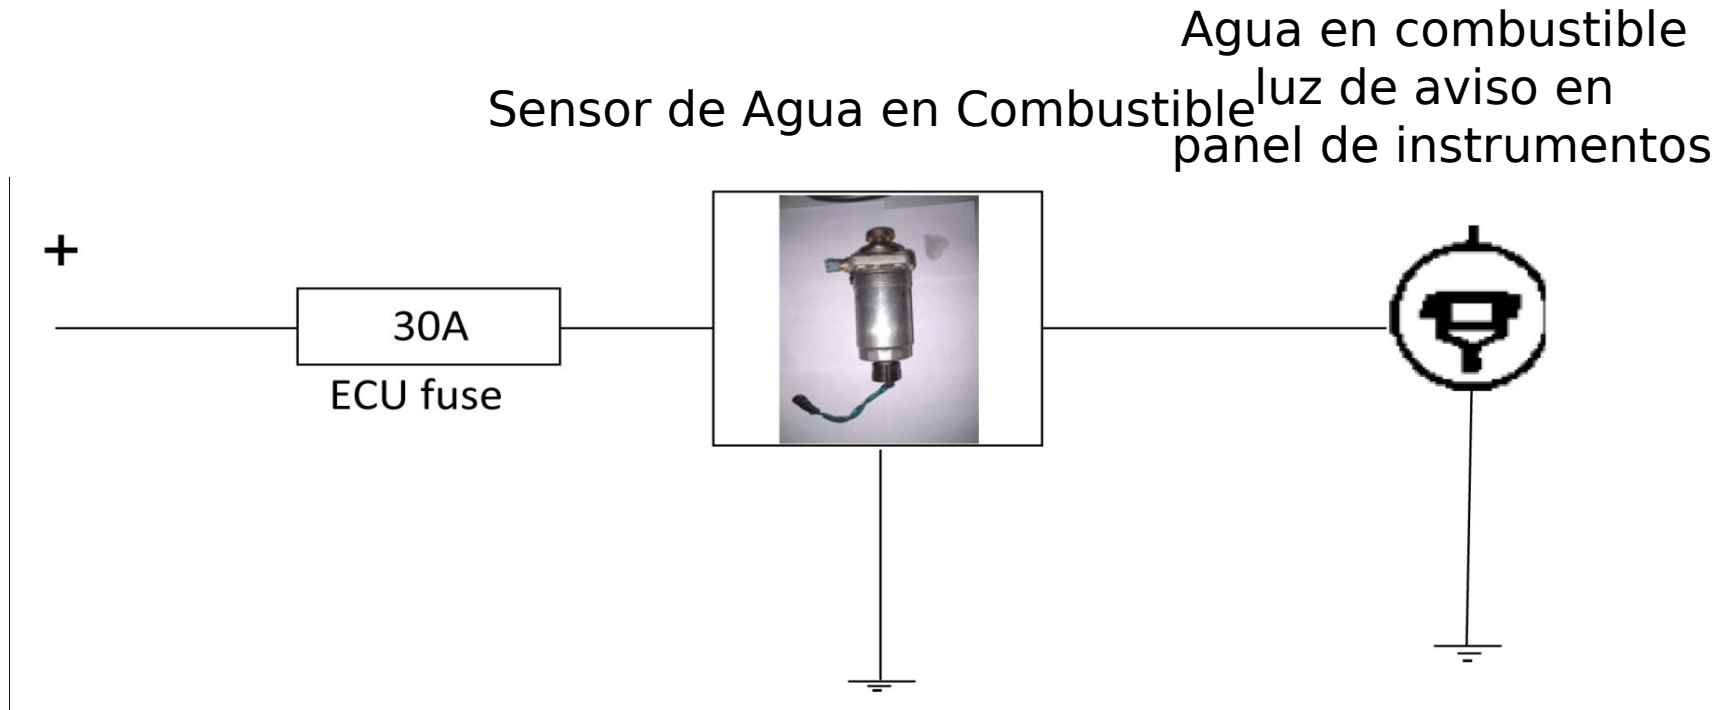 Agua en combustible
luz de aviso en
panel de instrumentos
Sensor de Agua en Combustible
+
30A
ECU fuse